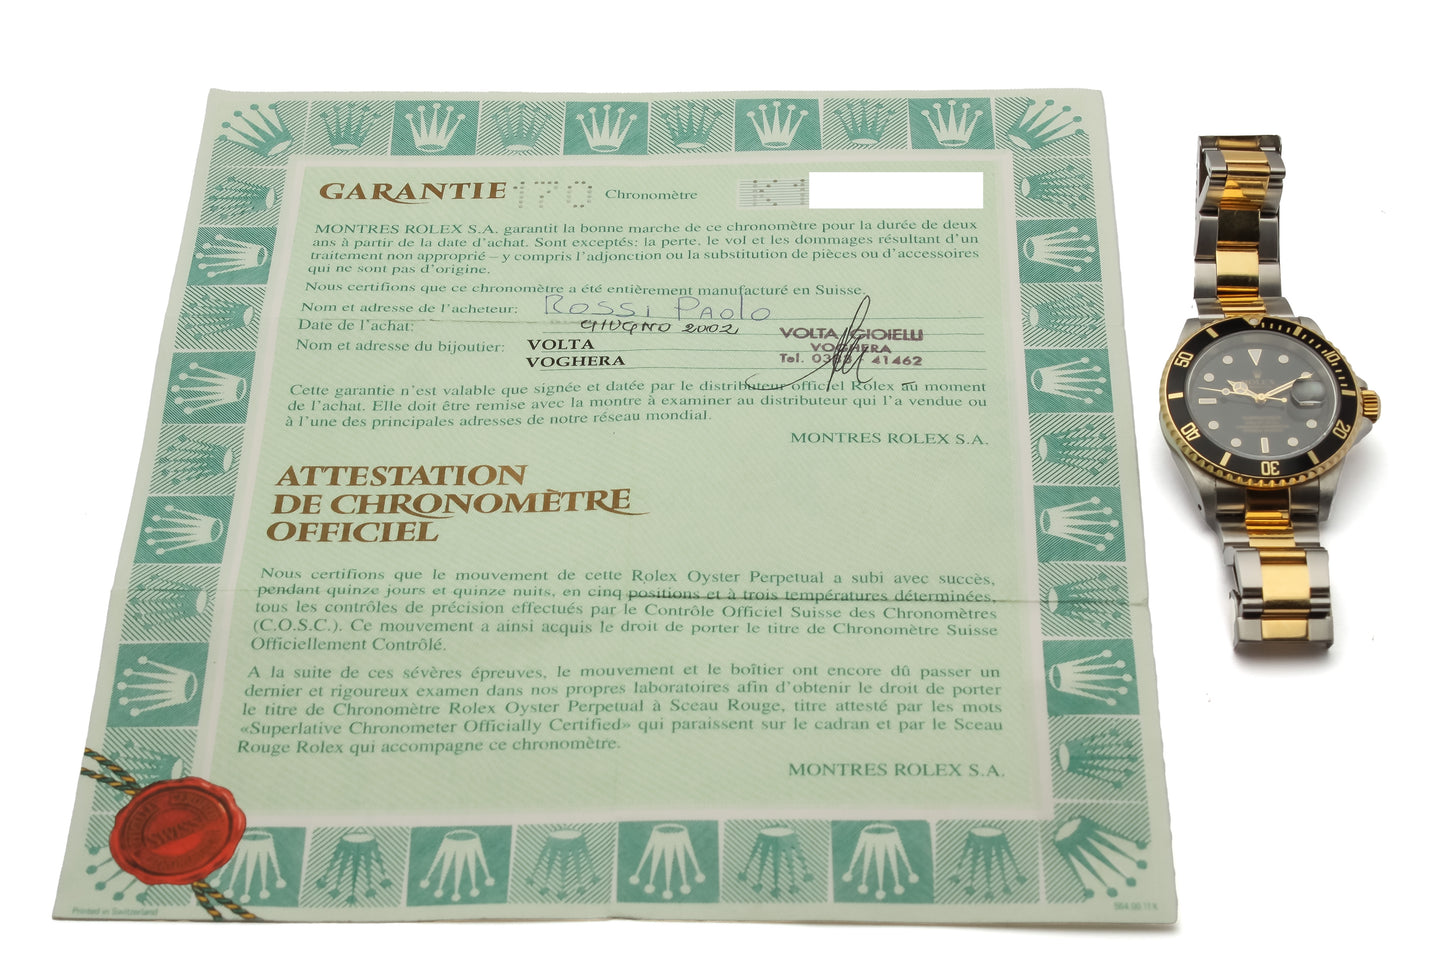 GARANTIE 170 Chronomètre
MONTRES ROLEX S.A. garantit la bonne marche de ce chronomètre pour la durée de deux
ans à partir de la date d'achat. Sont exceptés: la perte, le vol et les dommages résultant d'un
traitement non approprié – y compris l'adjonction ou la substitution de pièces ou d'accessoires
qui ne sont pas d'origine.
Nous certifions que ce chronomètre a été entièrement manufacturé en Suisse.
Nom et adresse de l'acheteur: ROSSI PAOLO
Date de l'achat: GIUGNO 2002
Nom et adresse du bijoutier: VOLTA
VOGHERA
VOLTA GIOIELLI
VOGHERA
Tel. 0383 41462
Cette garantie n'est valable que signée et datée par le distributeur officiel Rolex au moment
de l'achat. Elle doit être remise avec la montre à examiner au distributeur qui l'a vendue ou
à l'une des principales adresses de notre réseau mondial.
MONTRES ROLEX S.A.
ATTESTATION
DE CHRONOMÈTRE
OFFICIEL
Nous certifions que le mouvement de cette Rolex Oyster Perpetual a subi avec succès,
pendant quinze jours et quinze nuits, en cinq positions et à trois températures déterminées,
tous les contrôles de précision effectués par le Contrôle Officiel Suisse des Chronomètres
(C.O.S.C.). Ce mouvement a ainsi acquis le droit de porter le titre de Chronomètre Suisse
Officiellement Contrôlé.
A la suite de ces sévères épreuves, le mouvement et le boîtier ont encore dû passer un
dernier et rigoureux examen dans nos propres laboratoires afin d'obtenir le droit de porter
le titre de Chronomètre Rolex Oyster Perpetual à Sceau Rouge, titre attesté par les mots
«Superlative Chronometer Officially Certified» qui paraissent sur le cadran et par le Sceau
Rouge Rolex qui accompagne ce chronomètre.
MONTRES ROLEX S.A.
SWISS
Printed in Switzerland
564.00.11 X
10
20
30
40
50
ROLEX